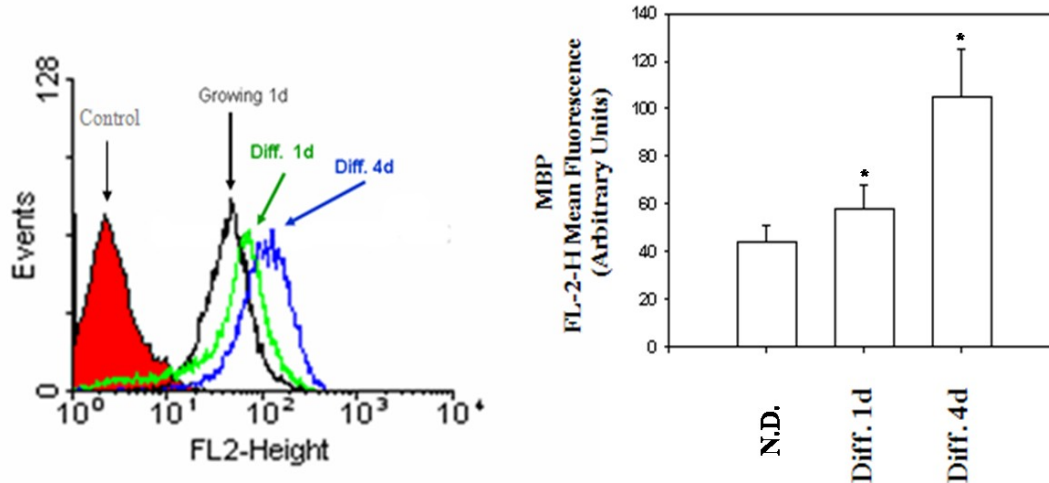 128
Events
0
Control
Growing 1d
Diff. 1d
Diff. 4d
10⁰ 10¹ 10² 10³ 10⁴
FL2-Height
MBP
FL-2-H Mean Fluorescence
(Arbitrary Units)
140
120
100
80
60
40
20
0
*
*
N.D.
Diff. 1d
Diff. 4d